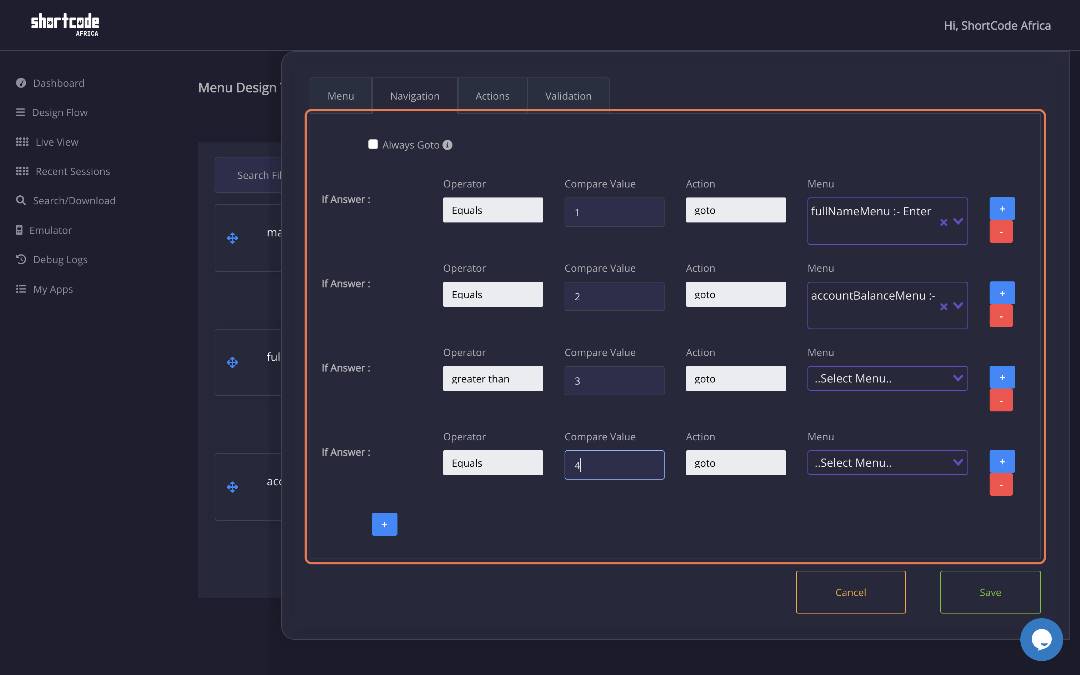 shortcode
AFRICA
Hi, ShortCode Africa
Dashboard
Design Flow
Live View
Recent Sessions
Search/Download
Emulator
Debug Logs
My Apps
Menu Design
Search Fil
ma
ful
acc
Menu Navigation Actions Validation
Always Goto
Operator Compare Value Action Menu
If Answer : Equals 1 goto fullNameMenu :- Enter × + -
Operator Compare Value Action Menu
If Answer : Equals 2 goto accountBalanceMenu :- × + -
Operator Compare Value Action Menu
If Answer : greater than 3 goto ..Select Menu.. + -
Operator Compare Value Action Menu
If Answer : Equals 4 goto ..Select Menu.. + -
+
Cancel Save